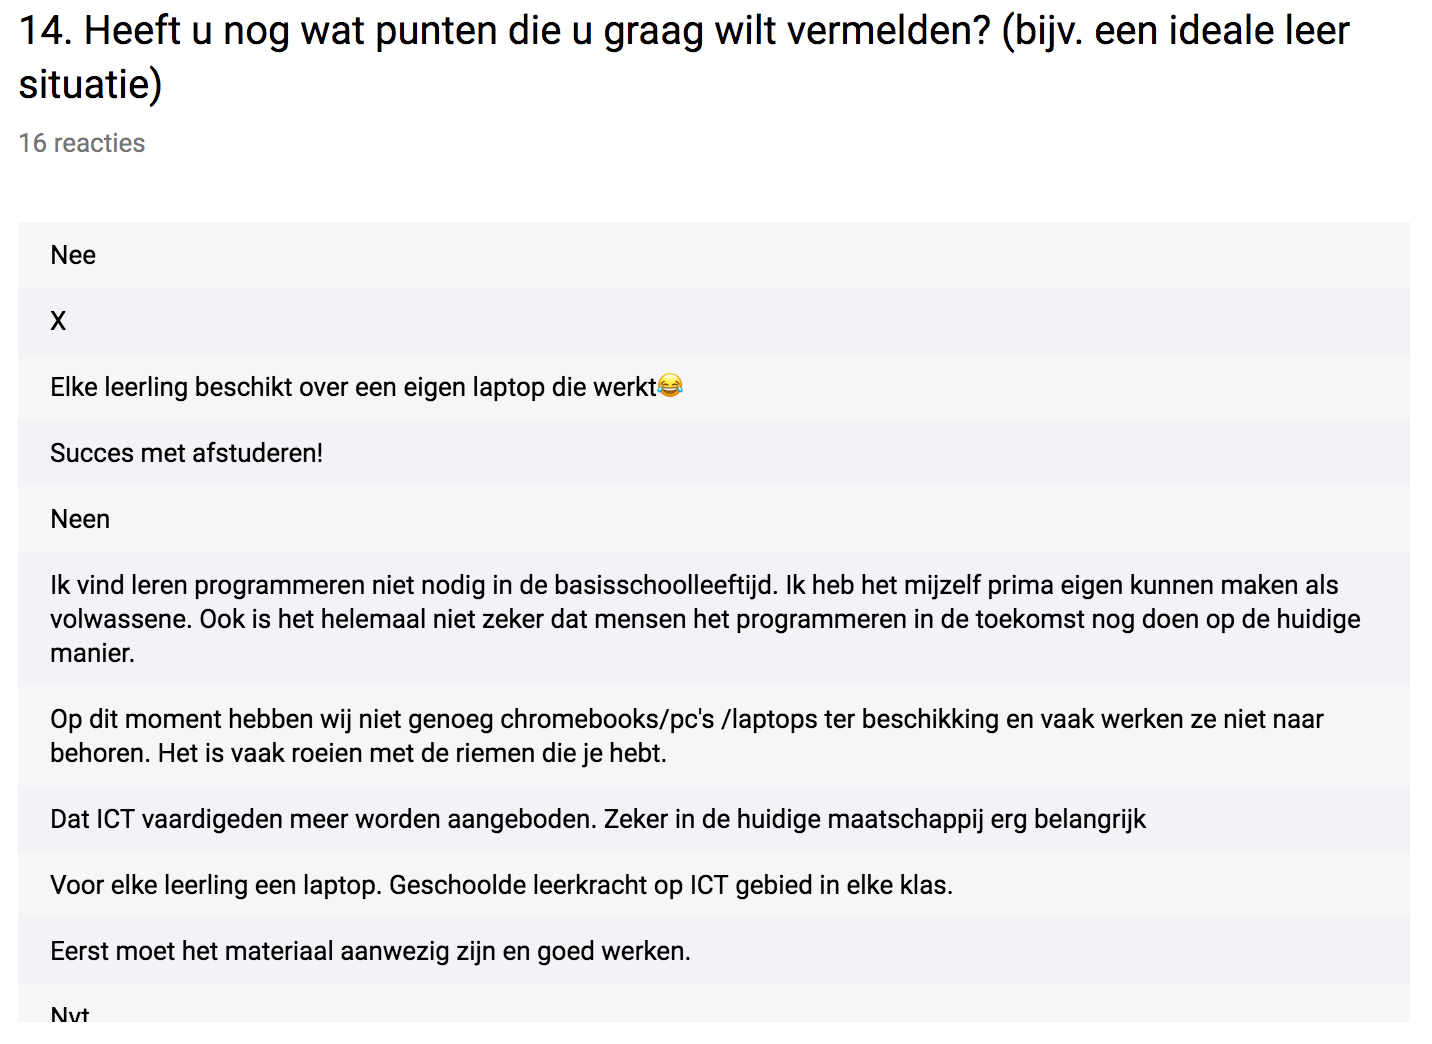 14. Heeft u nog wat punten die u graag wilt vermelden? (bijv. een ideale leer
situatie)
16 reacties
Nee
X
Elke leerling beschikt over een eigen laptop die werkt😂
Succes met afstuderen!
Neen
Ik vind leren programmeren niet nodig in de basisschoolleeftijd. Ik heb het mijzelf prima eigen kunnen maken als
volwassene. Ook is het helemaal niet zeker dat mensen het programmeren in de toekomst nog doen op de huidige
manier.
Op dit moment hebben wij niet genoeg chromebooks/pc's /laptops ter beschikking en vaak werken ze niet naar
behoren. Het is vaak roeien met de riemen die je hebt.
Dat ICT vaardigeden meer worden aangeboden. Zeker in de huidige maatschappij erg belangrijk
Voor elke leerling een laptop. Geschoolde leerkracht op ICT gebied in elke klas.
Eerst moet het materiaal aanwezig zijn en goed werken.
Nvt